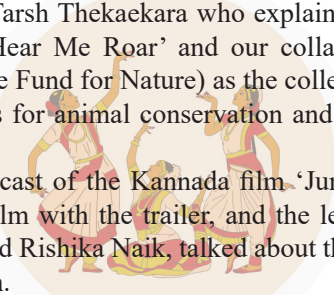 Tarsh Thekaekara who explain
Hear Me Roar’ and our colla
e Fund for Nature) as the colle
s for animal conservation and
cast of the Kannada film ‘Jur
lm with the trailer, and the le
d Rishika Naik, talked about th